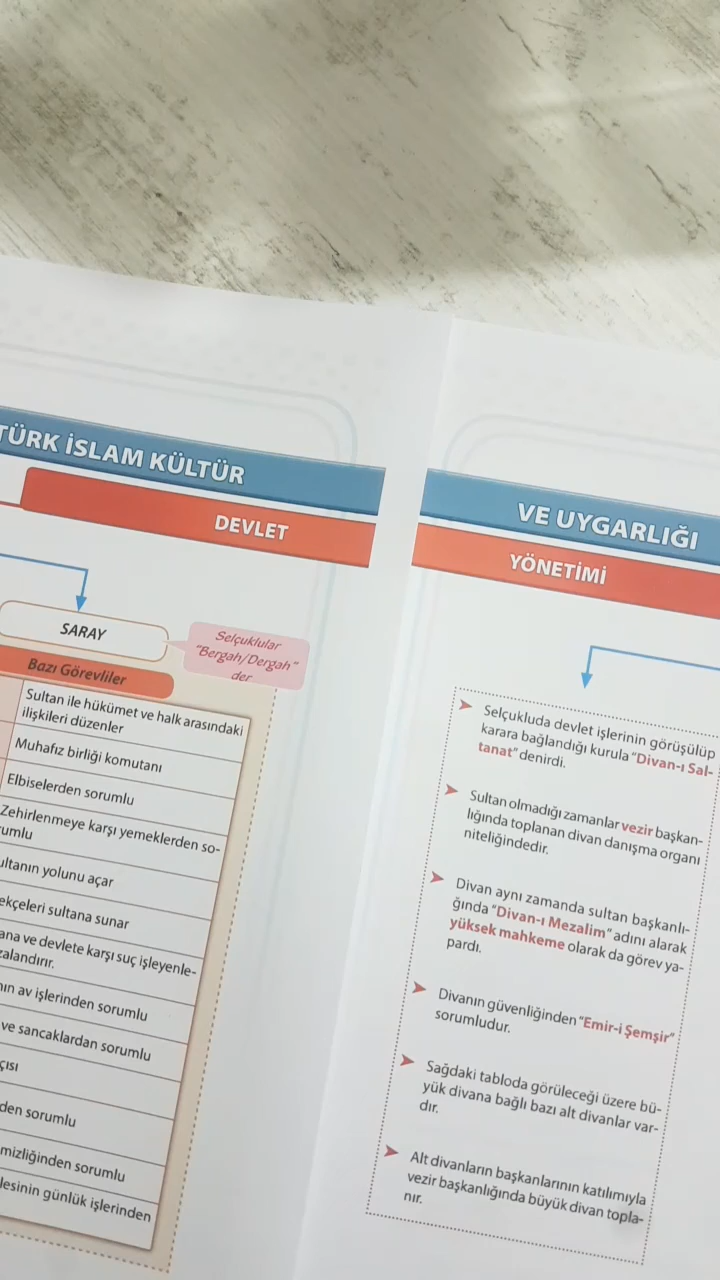 TÜRK İSLAM KÜLTÜR
DEVLET
SARAY
Selçuklular
"Bergah/Dergah"
der
Bazı Görevliler
Sultan ile hükümet ve halk arasındaki
ilişkileri düzenler
Muhafız birliği komutanı
Elbiselerden sorumlu
Zehirlenmeye karşı yemeklerden so-
rumlu
ultanın yolunu açar
ekçeleri sultana sunar
ana ve devlete karşı suç işleyenle-
zalandırır.
nın av işlerinden sorumlu
ve sancaklardan sorumlu
çısı
den sorumlu
mizliğinden sorumlu
lesinin günlük işlerinden
VE UYGARLIĞI
YÖNETİMİ
Selçukluda devlet işlerinin görüşülüp
karara bağlandığı kurula "Divan-ı Sal-
tanat" denirdi.
Sultan olmadığı zamanlar vezir başkan-
lığında toplanan divan danışma organı
niteliğindedir.
Divan aynı zamanda sultan başkanlı-
ğında "Divan-ı Mezalim" adını alarak
yüksek mahkeme olarak da görev ya-
pardı.
Divanın güvenliğinden "Emir-i Şemşir"
sorumludur.
Sağdaki tabloda görüleceği üzere bü-
yük divana bağlı bazı alt divanlar var-
dır.
Alt divanların başkanlarının katılımıyla
vezir başkanlığında büyük divan topla-
nır.